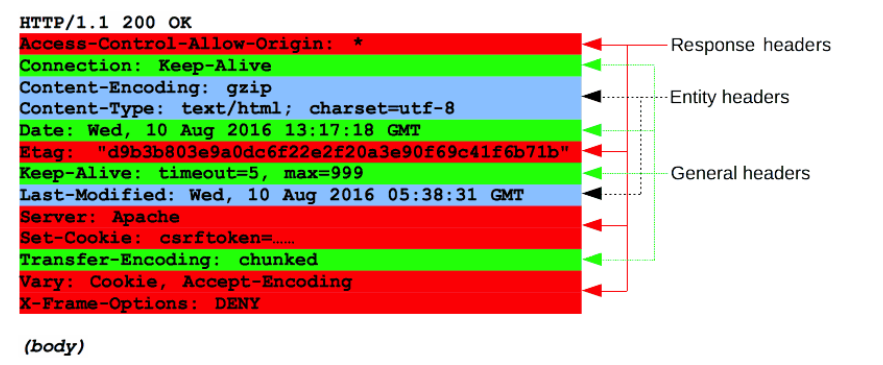 HTTP/1.1 200 OK
Access-Control-Allow-Origin: *
Connection: Keep-Alive
Content-Encoding: gzip
Content-Type: text/html; charset=utf-8
Date: Wed, 10 Aug 2016 13:17:18 GMT
Etag: "d9b3b803e9a0dc6f22e2f20a3e90f69c41f6b71b"
Keep-Alive: timeout=5, max=999
Last-Modified: Wed, 10 Aug 2016 05:38:31 GMT
Server: Apache
Set-Cookie: csrftoken=……
Transfer-Encoding: chunked
Vary: Cookie, Accept-Encoding
X-Frame-Options: DENY
(body)
Response headers
Entity headers
General headers